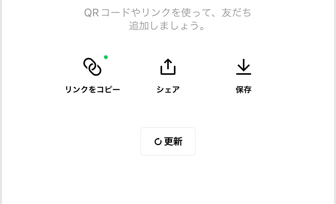 QRコードやリンクを使って、友だち
追加しましょう。
リンクをコピー
シェア
保存
更新